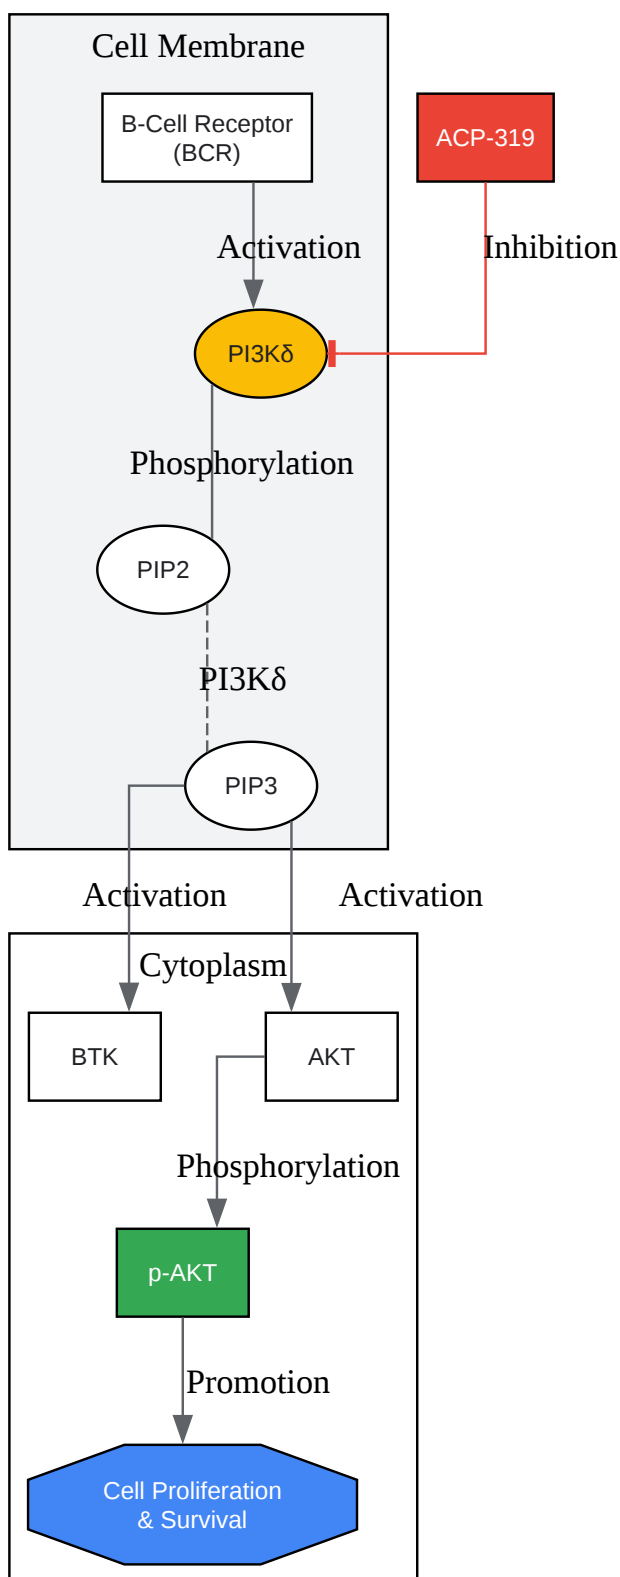 Cell Membrane
B-Cell Receptor
(BCR)
ACP-319
Activation
Inhibition
PI3Kδ
Phosphorylation
PIP2
PI3Kδ
PIP3
Activation
Activation
Cytoplasm
BTK
AKT
Phosphorylation
p-AKT
Promotion
Cell Proliferation
& Survival